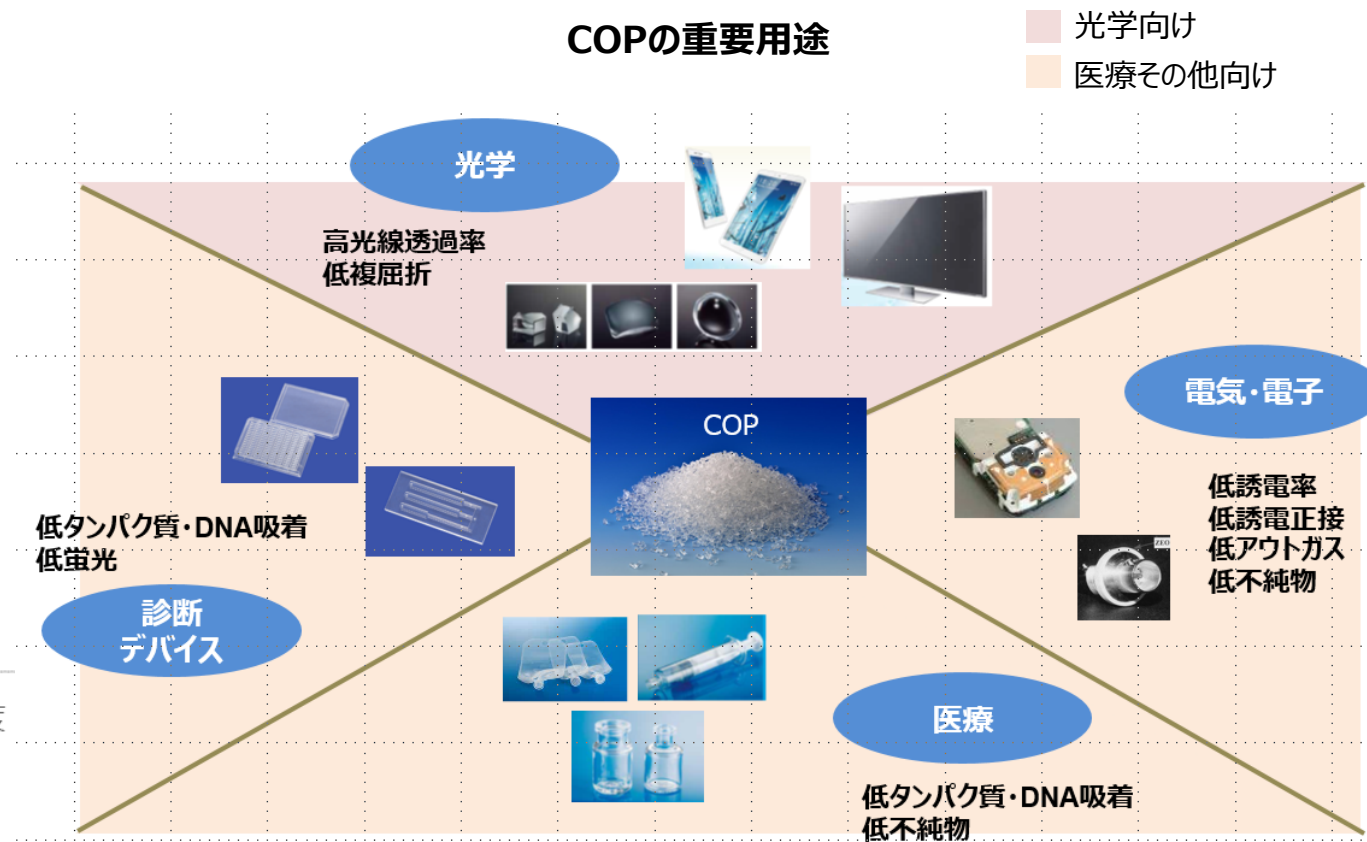 COPの重要用途
光学向け
医療その他向け
光学
高光線透過率
低複屈折
COP
電気・電子
低誘電率
低誘電正接
低アウトガス
低不純物
ZEO
低タンパク質・DNA吸着
低蛍光
診断
デバイス
医療
低タンパク質・DNA吸着
低不純物